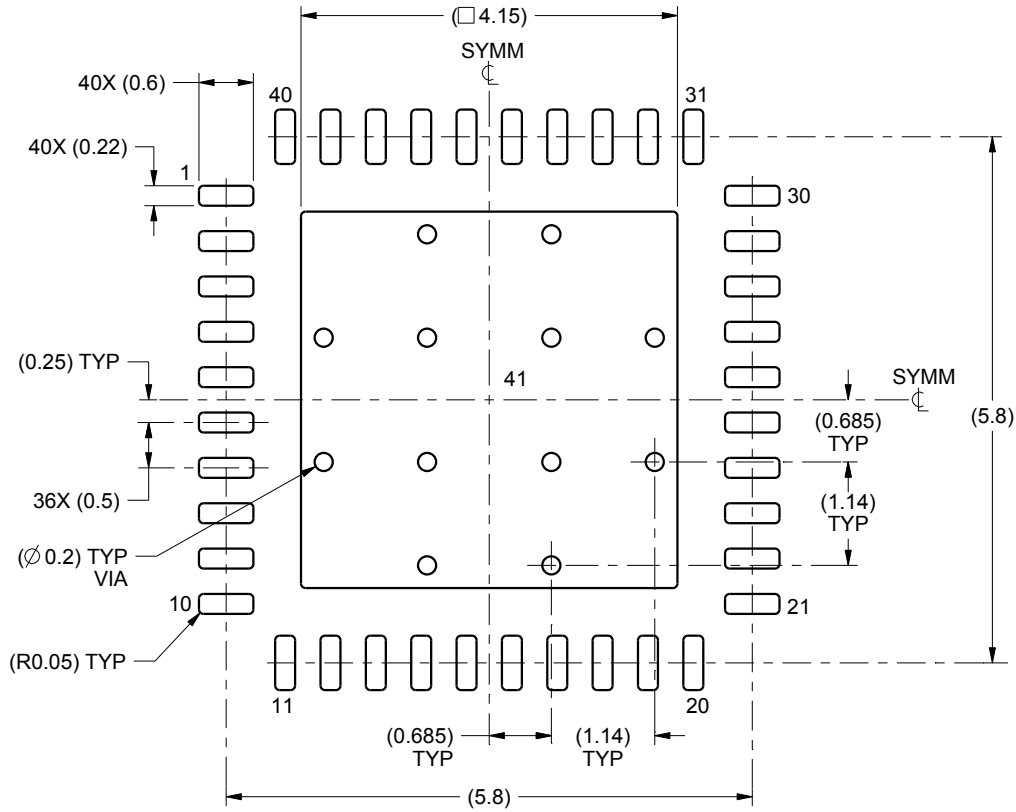 (□ 4.15)
SYMM
℄
40X (0.6)
40
31
40X (0.22)
1
30
(0.25) TYP
41
SYMM
℄
(0.685)
TYP
(5.8)
36X (0.5)
(1.14)
TYP
(∅ 0.2) TYP
VIA
10
21
(R0.05) TYP
11
20
(0.685)
TYP
(1.14)
TYP
(5.8)